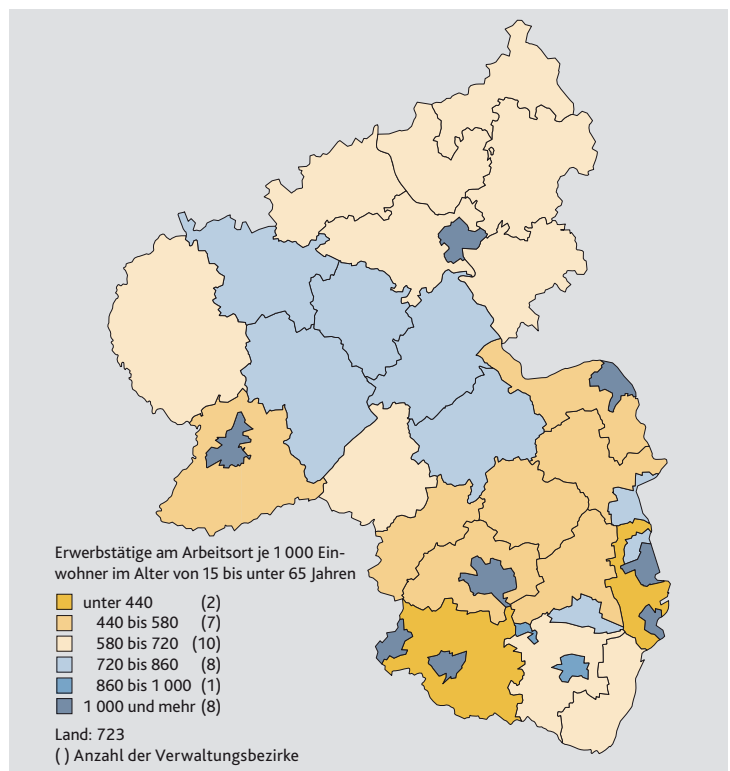 Erwerbstätige am Arbeitsort je 1 000 Ein-
wohner im Alter von 15 bis unter 65 Jahren
unter 440 (2)
440 bis 580 (7)
580 bis 720 (10)
720 bis 860 (8)
860 bis 1 000 (1)
1 000 und mehr (8)
Land: 723
( ) Anzahl der Verwaltungsbezirke